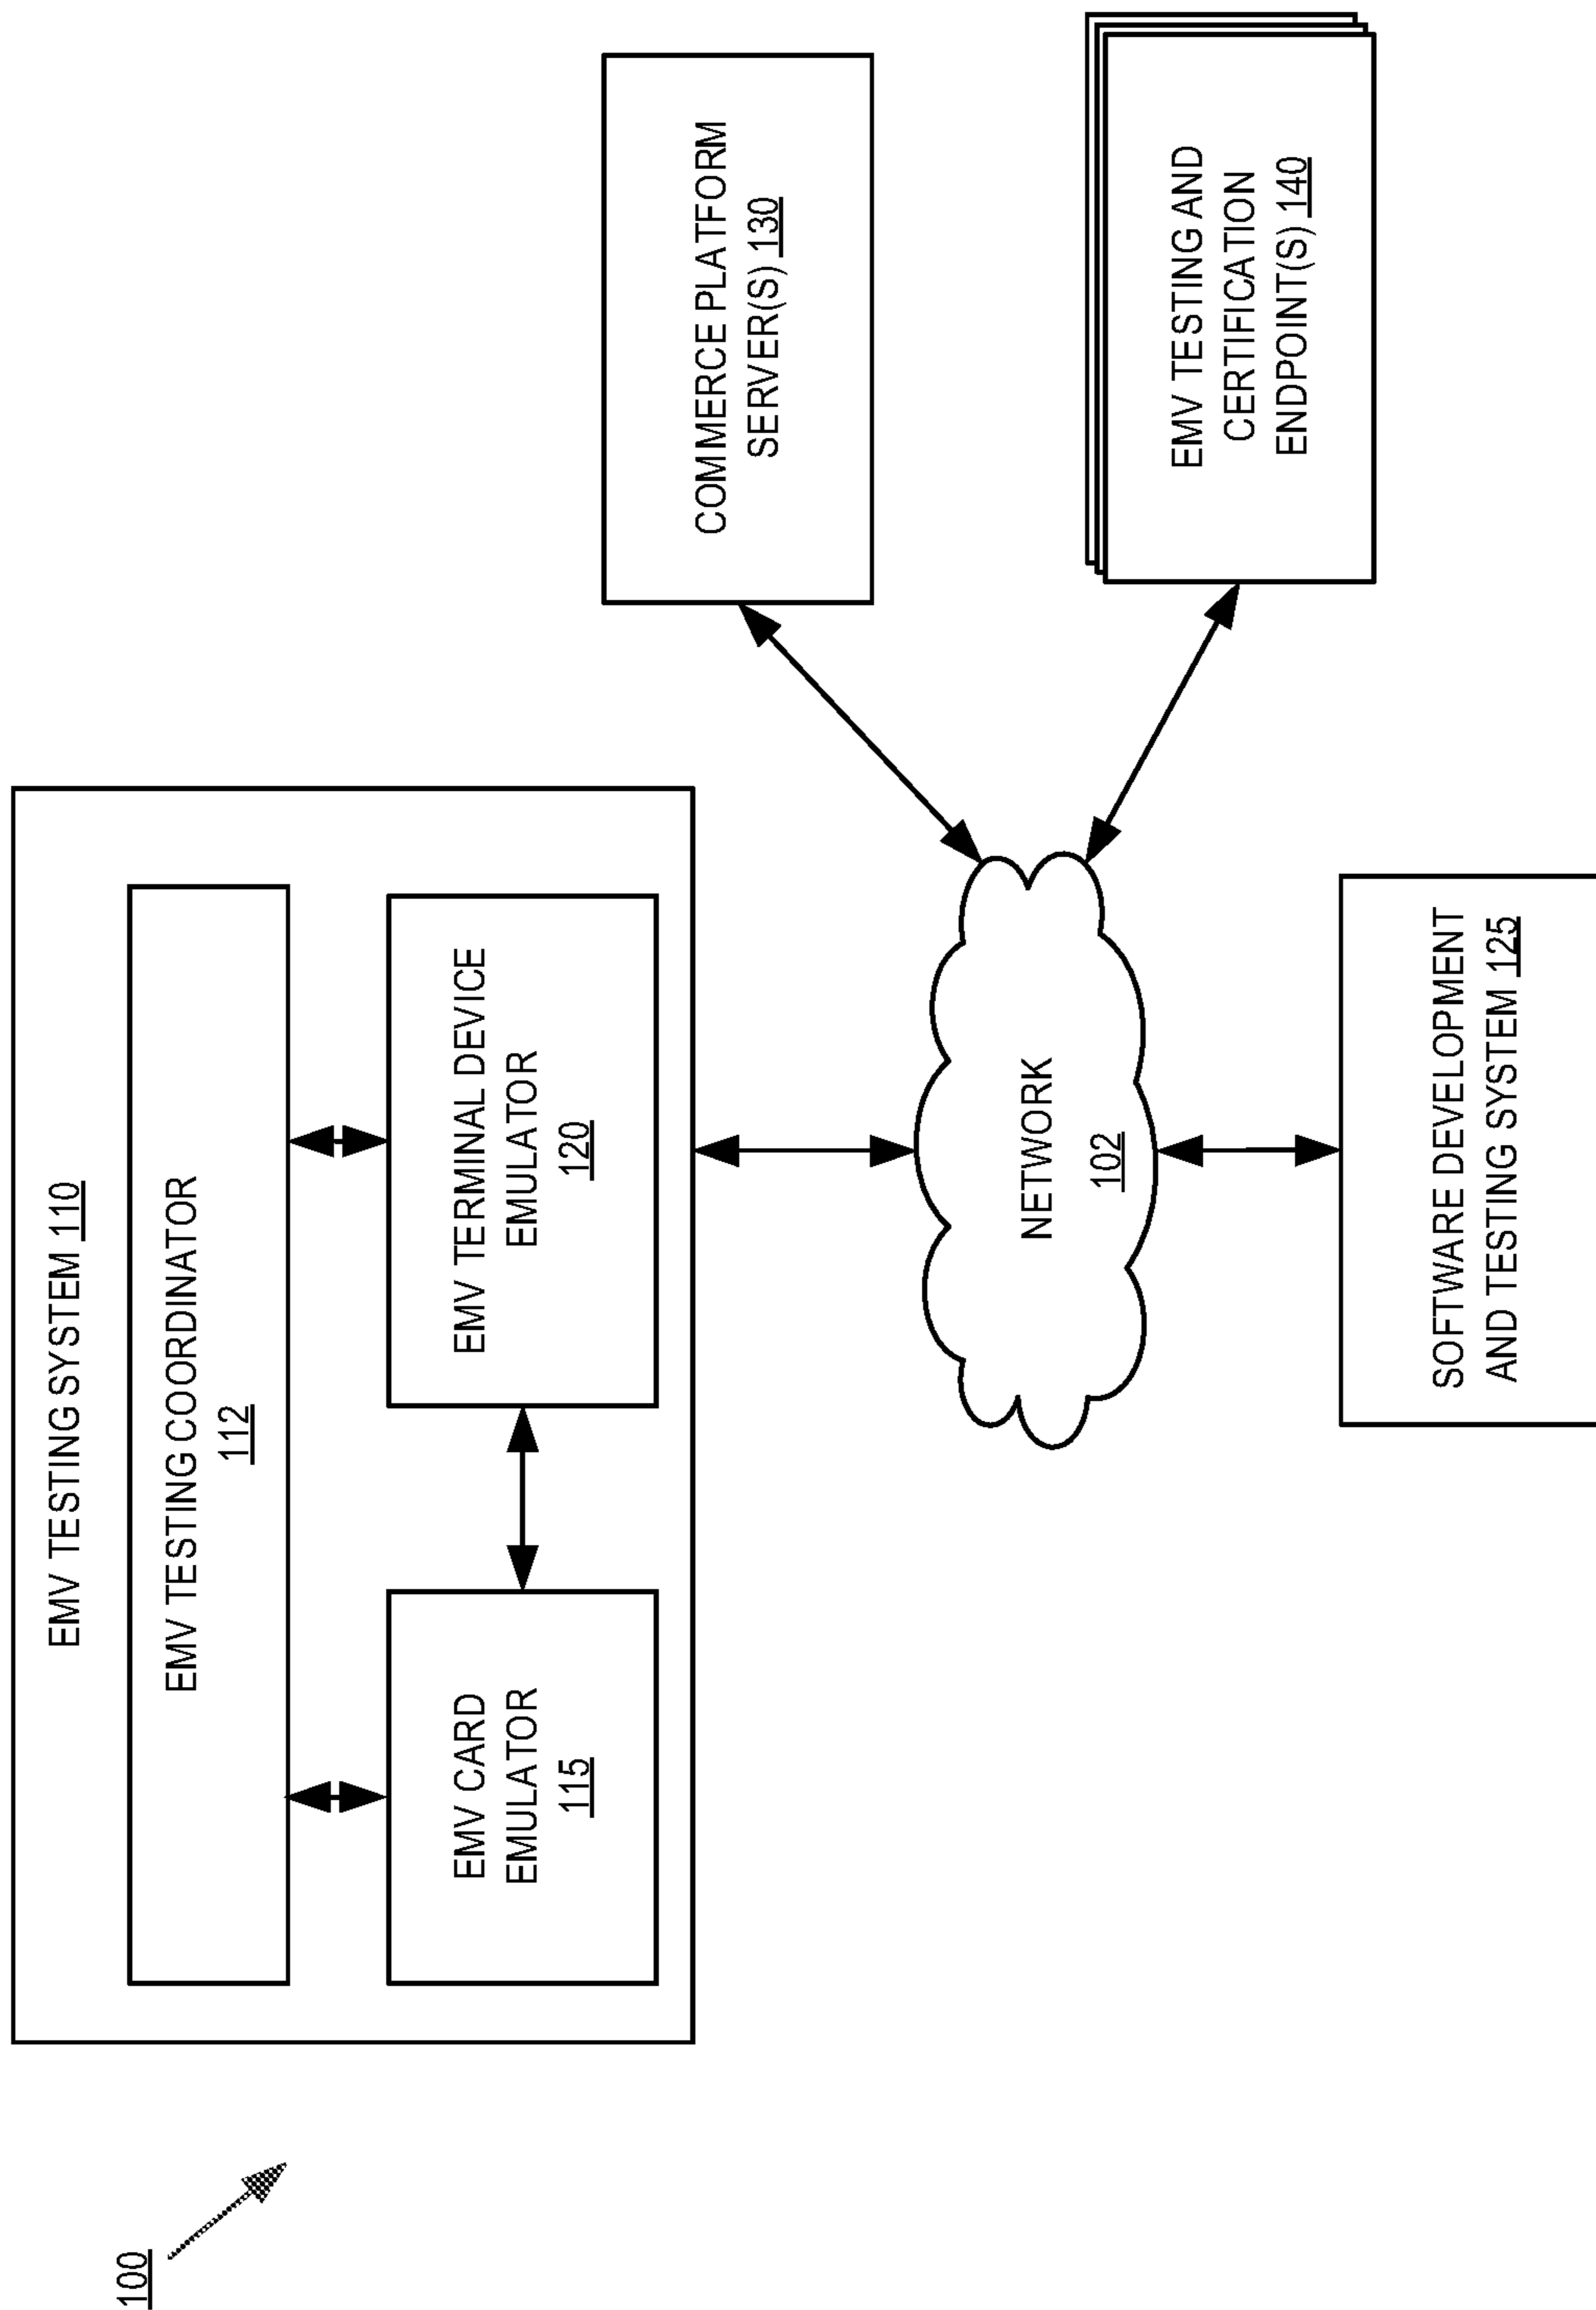 100
EMV TESTING SYSTEM 110
EMV TESTING COORDINATOR
112
EMV CARD
EMULATOR
115
EMV TERMINAL DEVICE
EMULATOR
120
COMMERCE PLATFORM
SERVER(S) 130
NETWORK
102
EMV TESTING AND
CERTIFICATION
ENDPOINT(S) 140
SOFTWARE DEVELOPMENT
AND TESTING SYSTEM 125